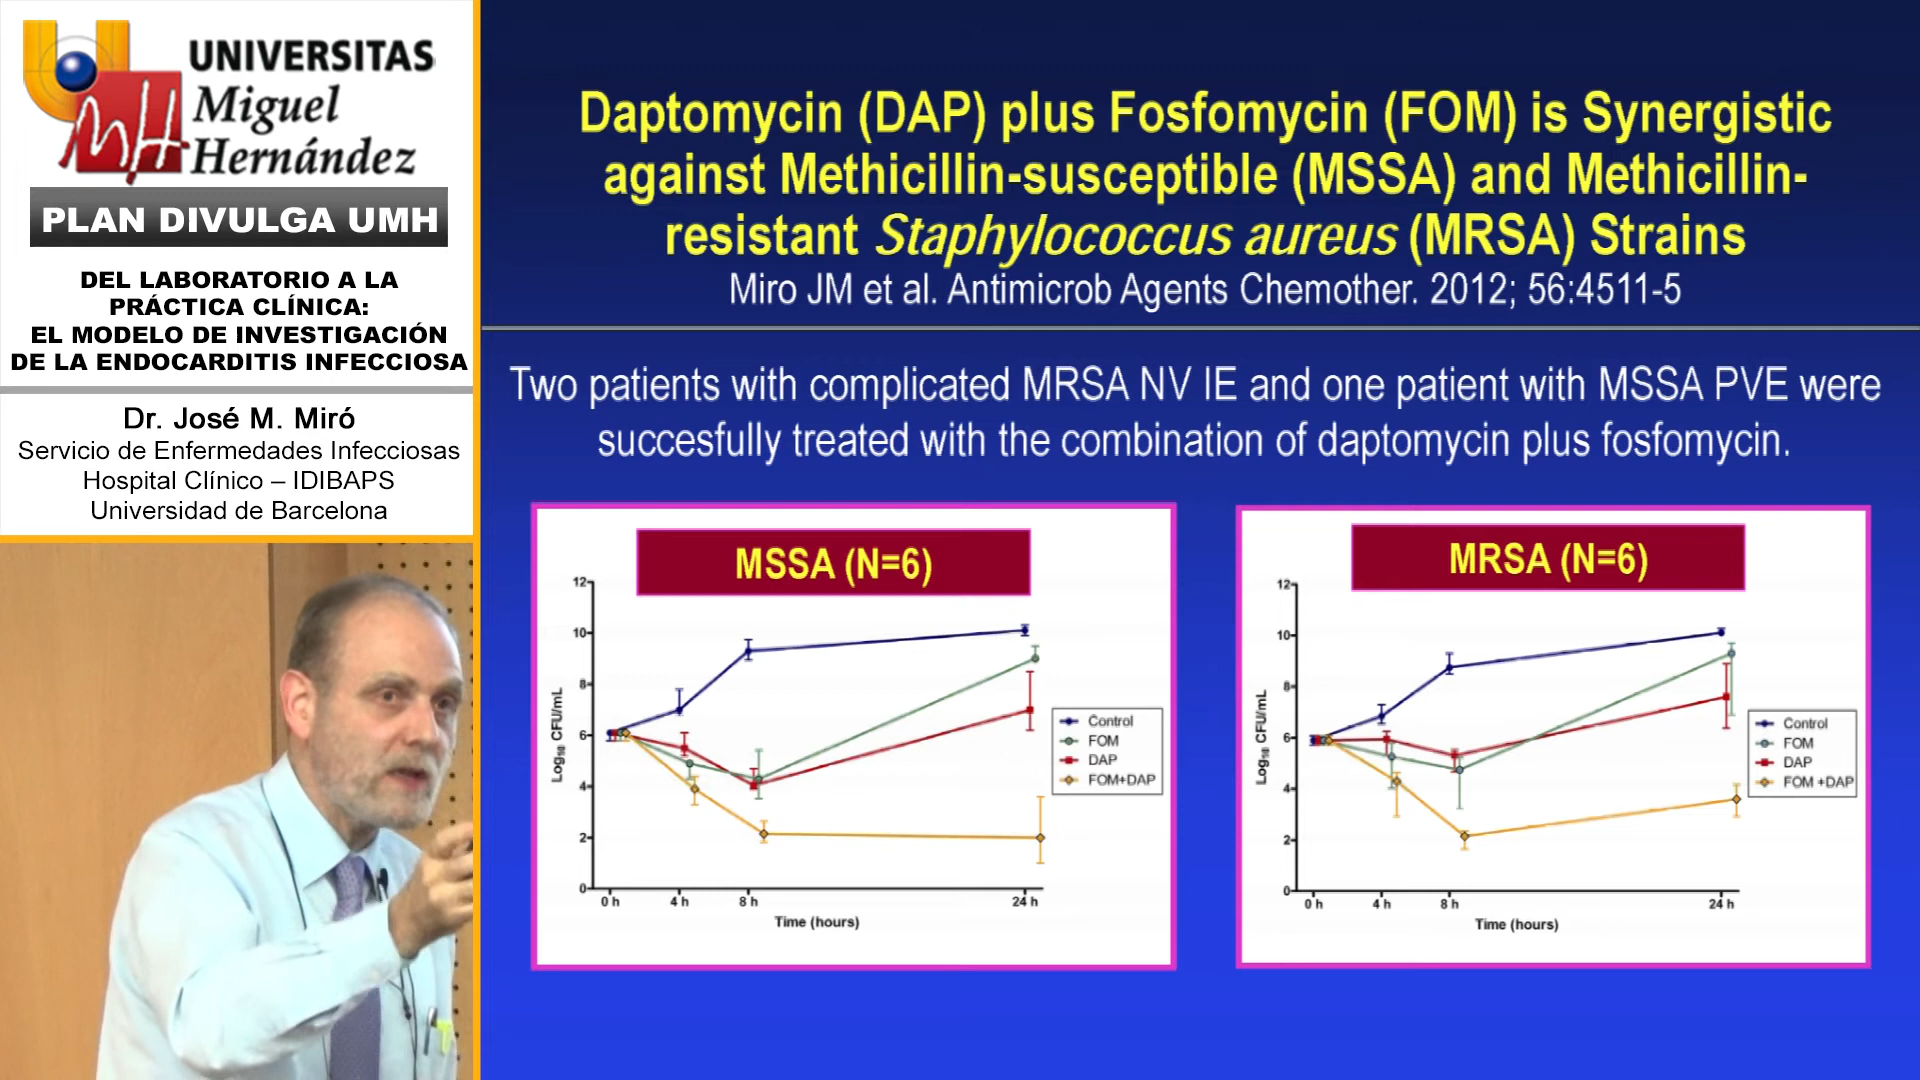 UNIVERSITAS
Miguel
Hernández
PLAN DIVULGA UMH
DEL LABORATORIO A LA
PRÁCTICA CLÍNICA:
EL MODELO DE INVESTIGACIÓN
DE LA ENDOCARDITIS INFECCIOSA
Dr. José M. Miró
Servicio de Enfermedades Infecciosas
Hospital Clínico – IDIBAPS
Universidad de Barcelona
Daptomycin (DAP) plus Fosfomycin (FOM) is Synergistic
against Methicillin-susceptible (MSSA) and Methicillin-
resistant Staphylococcus aureus (MRSA) Strains
Miro JM et al. Antimicrob Agents Chemother. 2012; 56:4511-5
Two patients with complicated MRSA NV IE and one patient with MSSA PVE were
succesfully treated with the combination of daptomycin plus fosfomycin.
MSSA (N=6)
12
10
8
6
4
2
0
Log₁₀ CFU/mL
0 h 4 h 8 h 24 h
Time (hours)
Control
FOM
DAP
FOM+DAP
MRSA (N=6)
12
10
8
6
4
2
0
Log₁₀ CFU/mL
0 h 4 h 8 h 24 h
Time (hours)
Control
FOM
DAP
FOM +DAP